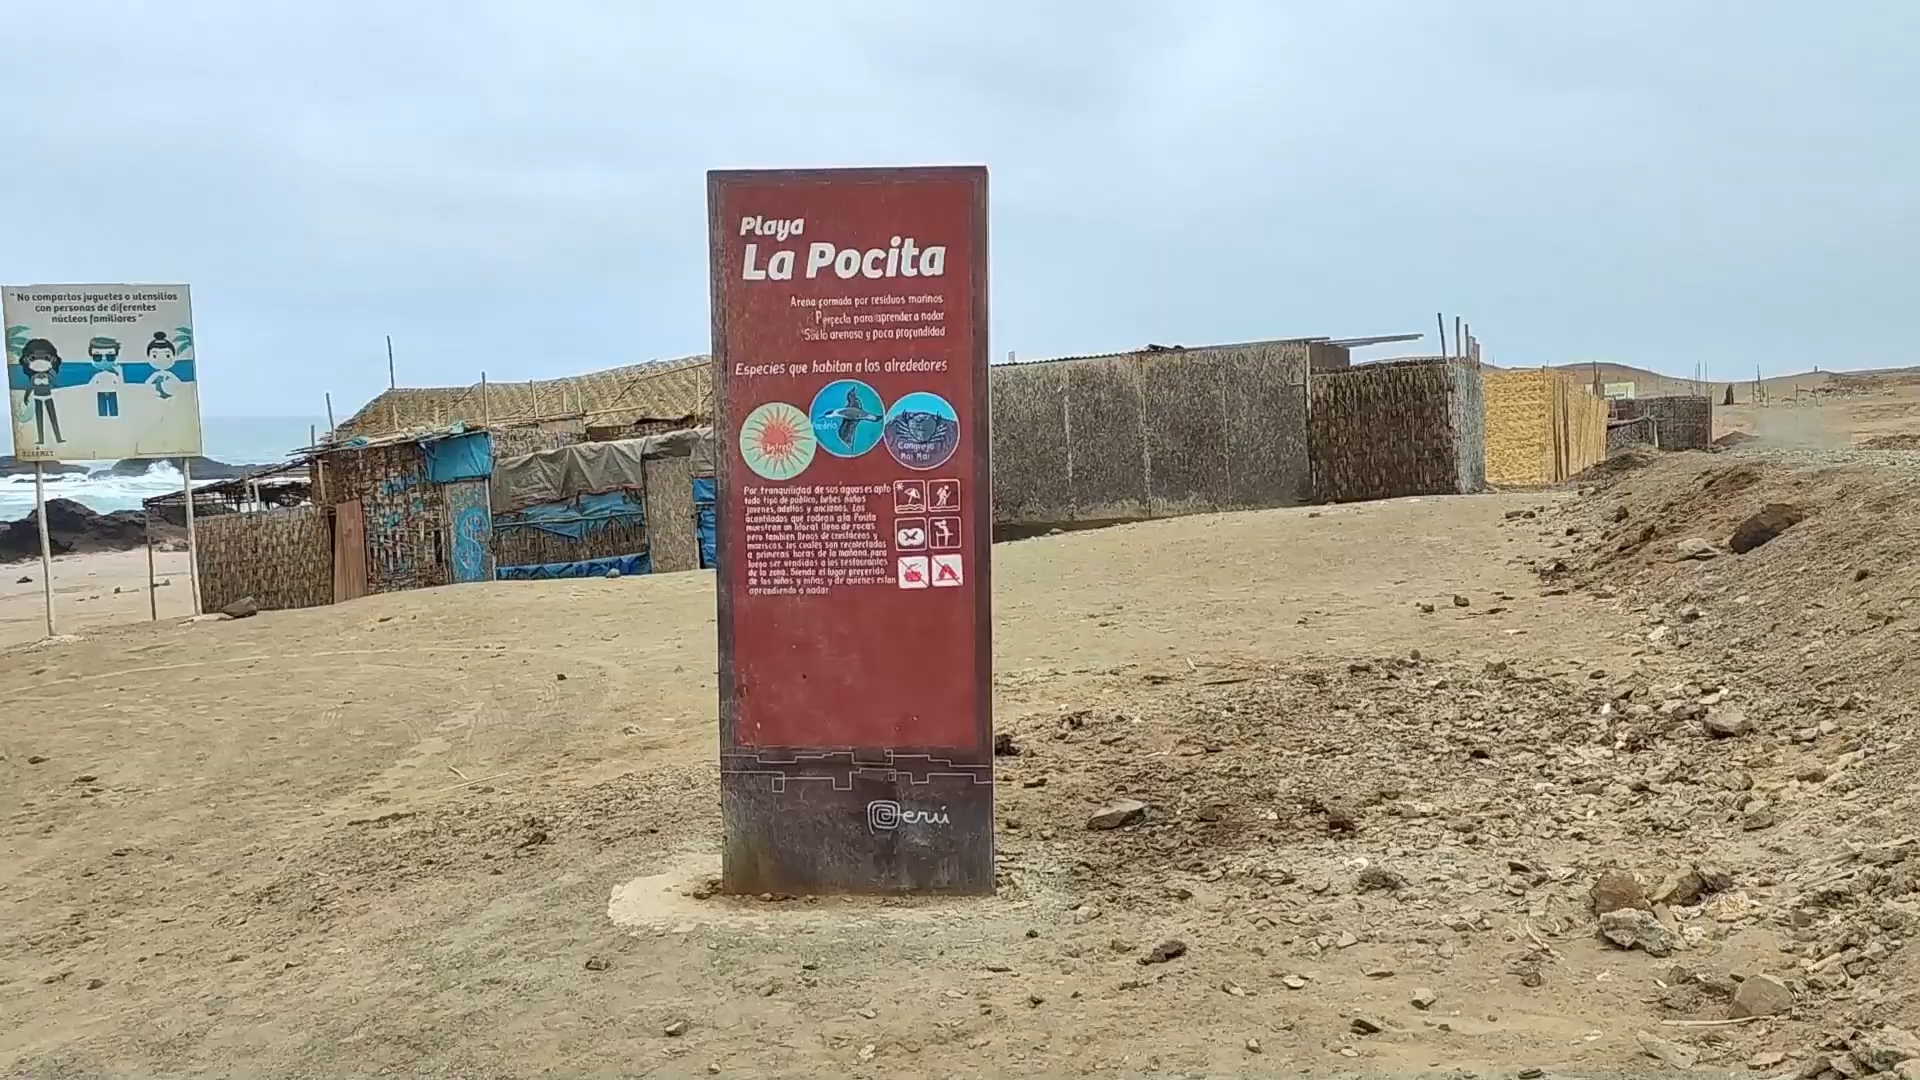 "No compartas juguetes o utensilios
con personas de diferentes
núcleos familiares"
Playa
La Pocita
Arena formada por residuos marinos
Perfecta para aprender a nadar
Suelo arenoso y poca profundidad
Especies que habitan a los alrededores
Cangrejo
Mai Mai
Por tranquilidad de sus aguas es apto
todo tipo de público, bebes niños
jovenes, adultos y ancianos. Los
acantilados que rodean a la Posita
muestran un litoral lleno de rocas
pero tambien llenos de crustáceos y
mariscos, los cuales son recolectados
a primeras horas de la mañana, para
luego ser vendidos a los restaurantes
de la zona. Siendo el lugar preferido
de los niños y niñas y de quienes estan
aprendiendo a nadar.
Perú